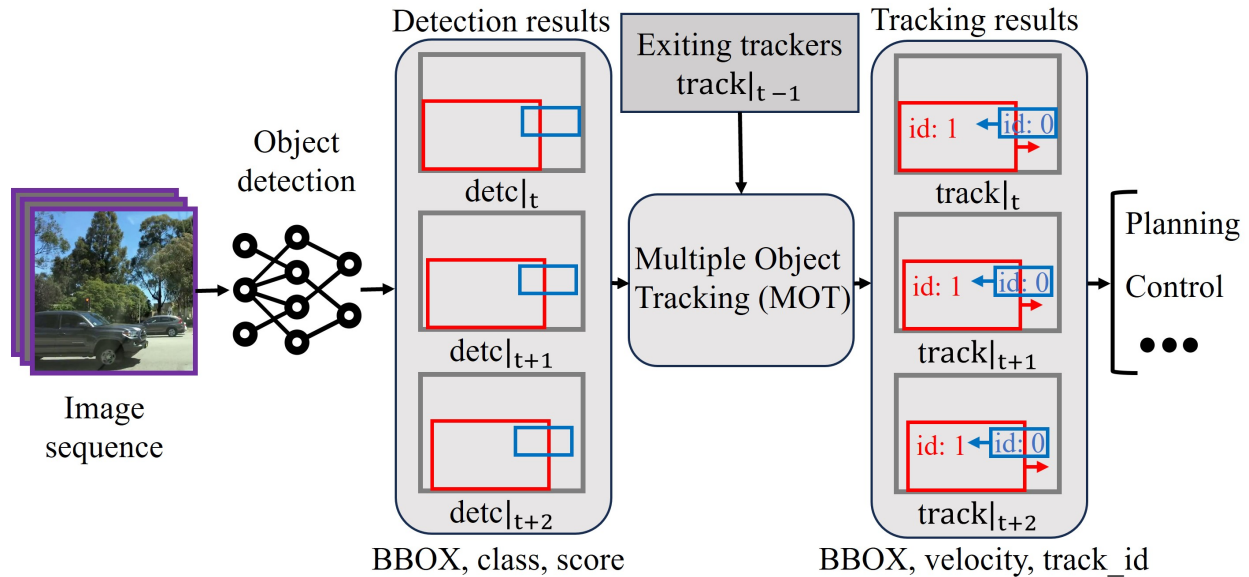 Image
sequence
Object
detection
Detection results
detc|t
detc|t+1
detc|t+2
BBOX, class, score
Exiting trackers
track|t−1
Multiple Object
Tracking (MOT)
Tracking results
id: 1
id: 0
track|t
id: 1
id: 0
track|t+1
id: 1
id: 0
track|t+2
BBOX, velocity, track_id
Planning
Control